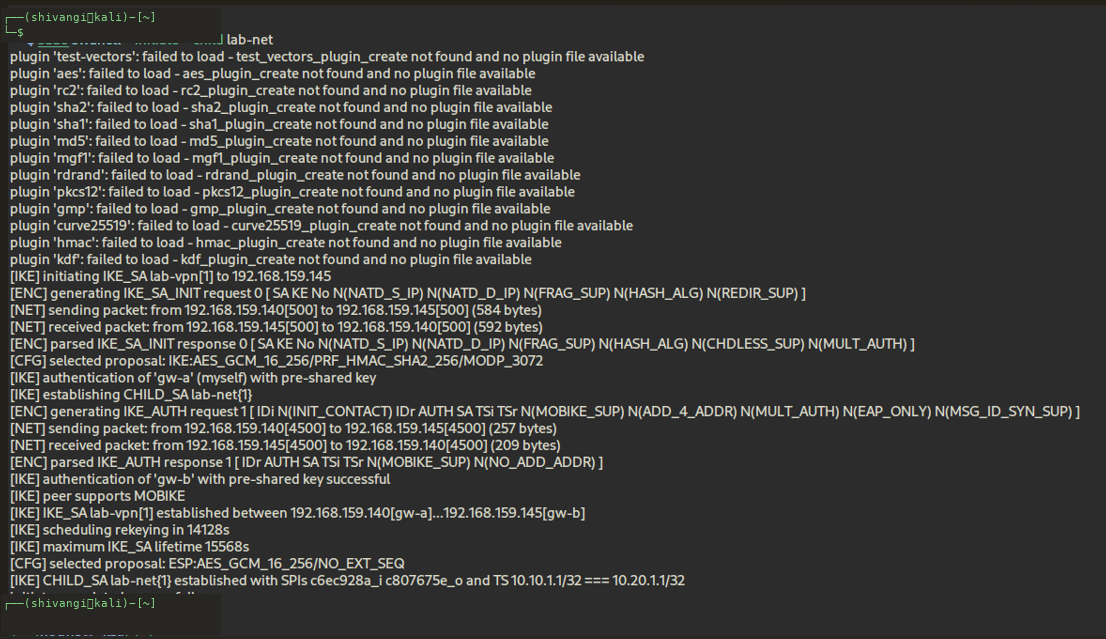 ┌──(shivangi㉿kali)-[~]
└─$
lab-net
plugin 'test-vectors': failed to load - test_vectors_plugin_create not found and no plugin file available
plugin 'aes': failed to load - aes_plugin_create not found and no plugin file available
plugin 'rc2': failed to load - rc2_plugin_create not found and no plugin file available
plugin 'sha2': failed to load - sha2_plugin_create not found and no plugin file available
plugin 'sha1': failed to load - sha1_plugin_create not found and no plugin file available
plugin 'md5': failed to load - md5_plugin_create not found and no plugin file available
plugin 'mgf1': failed to load - mgf1_plugin_create not found and no plugin file available
plugin 'rdrand': failed to load - rdrand_plugin_create not found and no plugin file available
plugin 'pkcs12': failed to load - pkcs12_plugin_create not found and no plugin file available
plugin 'gmp': failed to load - gmp_plugin_create not found and no plugin file available
plugin 'curve25519': failed to load - curve25519_plugin_create not found and no plugin file available
plugin 'hmac': failed to load - hmac_plugin_create not found and no plugin file available
plugin 'kdf': failed to load - kdf_plugin_create not found and no plugin file available
[IKE] initiating IKE_SA lab-vpn[1] to 192.168.159.145
[ENC] generating IKE_SA_INIT request 0 [ SA KE No N(NATD_S_IP) N(NATD_D_IP) N(FRAG_SUP) N(HASH_ALG) N(REDIR_SUP) ]
[NET] sending packet: from 192.168.159.140[500] to 192.168.159.145[500] (584 bytes)
[NET] received packet: from 192.168.159.145[500] to 192.168.159.140[500] (592 bytes)
[ENC] parsed IKE_SA_INIT response 0 [ SA KE No N(NATD_S_IP) N(NATD_D_IP) N(FRAG_SUP) N(HASH_ALG) N(CHDLESS_SUP) N(MULT_AUTH) ]
[CFG] selected proposal: IKE:AES_GCM_16_256/PRF_HMAC_SHA2_256/MODP_3072
[IKE] authentication of 'gw-a' (myself) with pre-shared key
[IKE] establishing CHILD_SA lab-net{1}
[ENC] generating IKE_AUTH request 1 [ IDi N(INIT_CONTACT) IDr AUTH SA TSi TSr N(MOBIKE_SUP) N(ADD_4_ADDR) N(MULT_AUTH) N(EAP_ONLY) N(MSG_ID_SYN_SUP) ]
[NET] sending packet: from 192.168.159.140[4500] to 192.168.159.145[4500] (257 bytes)
[NET] received packet: from 192.168.159.145[4500] to 192.168.159.140[4500] (209 bytes)
[ENC] parsed IKE_AUTH response 1 [ IDr AUTH SA TSi TSr N(MOBIKE_SUP) N(NO_ADD_ADDR) ]
[IKE] authentication of 'gw-b' with pre-shared key successful
[IKE] peer supports MOBIKE
[IKE] IKE_SA lab-vpn[1] established between 192.168.159.140[gw-a]...192.168.159.145[gw-b]
[IKE] scheduling rekeying in 14128s
[IKE] maximum IKE_SA lifetime 15568s
[CFG] selected proposal: ESP:AES_GCM_16_256/NO_EXT_SEQ
[IKE] CHILD_SA lab-net{1} established with SPIs c6ec928a_i c807675e_o and TS 10.10.1.1/32 === 10.20.1.1/32
┌──(shivangi㉿kali)-[~]